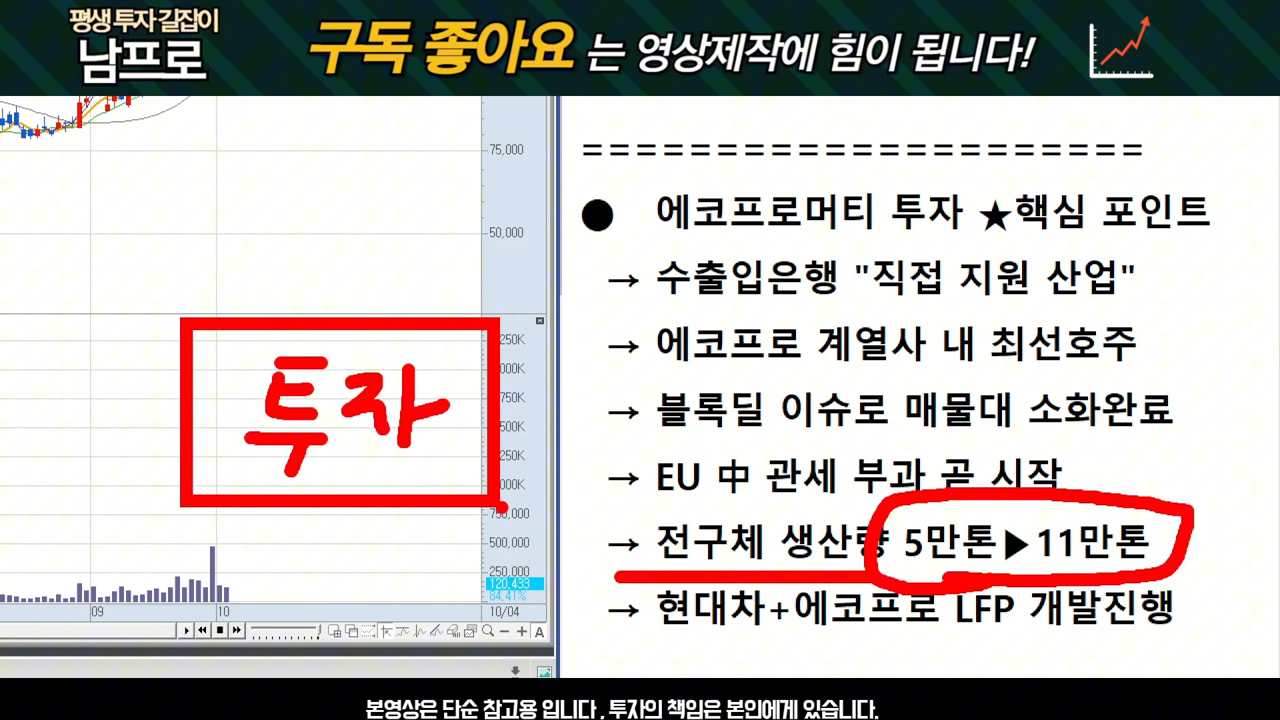 평생 투자 길잡이
남프로
구독 좋아요 는 영상제작에 힘이 됩니다!
75,000
50,000
250K
000K
750K
500K
250K
000K
750,000
500,000
250,000
120,433
84.41%
09
10
10/04
A
투자
=====================
● 에코프로머티 투자 ★핵심 포인트
→ 수출입은행 "직접 지원 산업"
→ 에코프로 계열사 내 최선호주
→ 블록딜 이슈로 매물대 소화완료
→ EU 中 관세 부과 곧 시작
→ 전구체 생산량 5만톤▶11만톤
→ 현대차+에코프로 LFP 개발진행
본영상은 단순 참고용 입니다 , 투자의 책임은 본인에게 있습니다.